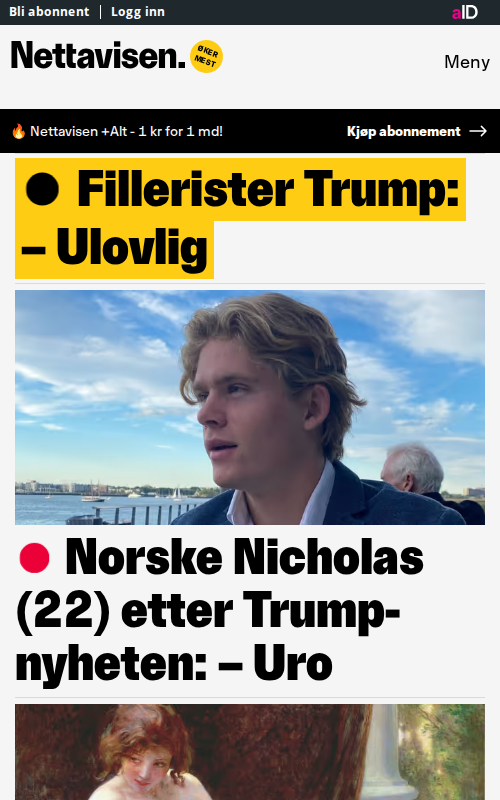 Bli abonnent | Logg inn
aID
Nettavisen.
ØKER
MEST
Meny
🔥 Nettavisen +Alt - 1 kr for 1 md!
Kjøp abonnement →
● Fillerister Trump:
– Ulovlig
● Norske Nicholas
(22) etter Trump-
nyheten: – Uro